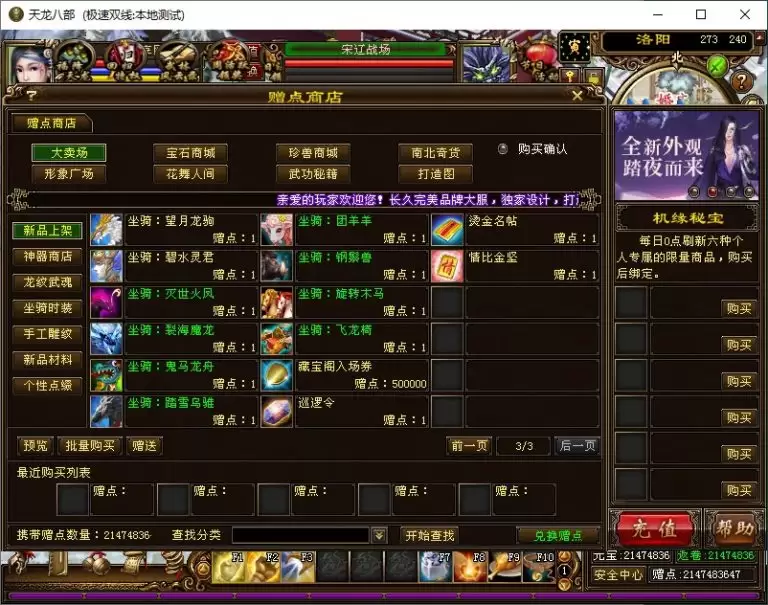 天龙八部 (极速双线:本地测试)
宋辽战场
洛阳 273 240
北
寅
赠点商店
赠点商店
大卖场 宝石商城 珍兽商城 南北奇货 购买确认
形象广场 花舞人间 武功秘籍 打造图
亲爱的玩家欢迎您！长久完美品牌大服，独家设计，打
新品上架
神器商店
龙纹武魂
坐骑时装
手工雕纹
新品材料
个性点缀
坐骑：望月龙驹 赠点：1
坐骑：团羊羊 赠点：1
烫金名帖 赠点：1
坐骑：碧水灵君 赠点：1
坐骑：钢鬃兽 赠点：1
情比金坚 赠点：1
坐骑：灭世火凤 赠点：1
坐骑：旋转木马 赠点：1
坐骑：裂海魔龙 赠点：1
坐骑：飞龙椅 赠点：1
坐骑：鬼马龙舟 赠点：1
藏宝阁入场券 赠点：500000
坐骑：踏雪乌骓 赠点：1
巡逻令 赠点：1
预览 批量购买 赠送 前一页 3/3 后一页
最近购买列表
赠点： 赠点： 赠点： 赠点： 赠点：
携带赠点数量：21474836 查找分类 开始查找 兑换赠点
全新外观
踏夜而来
机缘秘宝
每日0点刷新六种个
人专属的限量商品，购买
后绑定。
购买
购买
购买
购买
购买
购买
充值 帮助
元宝:21474836
安全中心 赠点:2147483647
F1 F2 F3 F7 F8 F9 F10
1